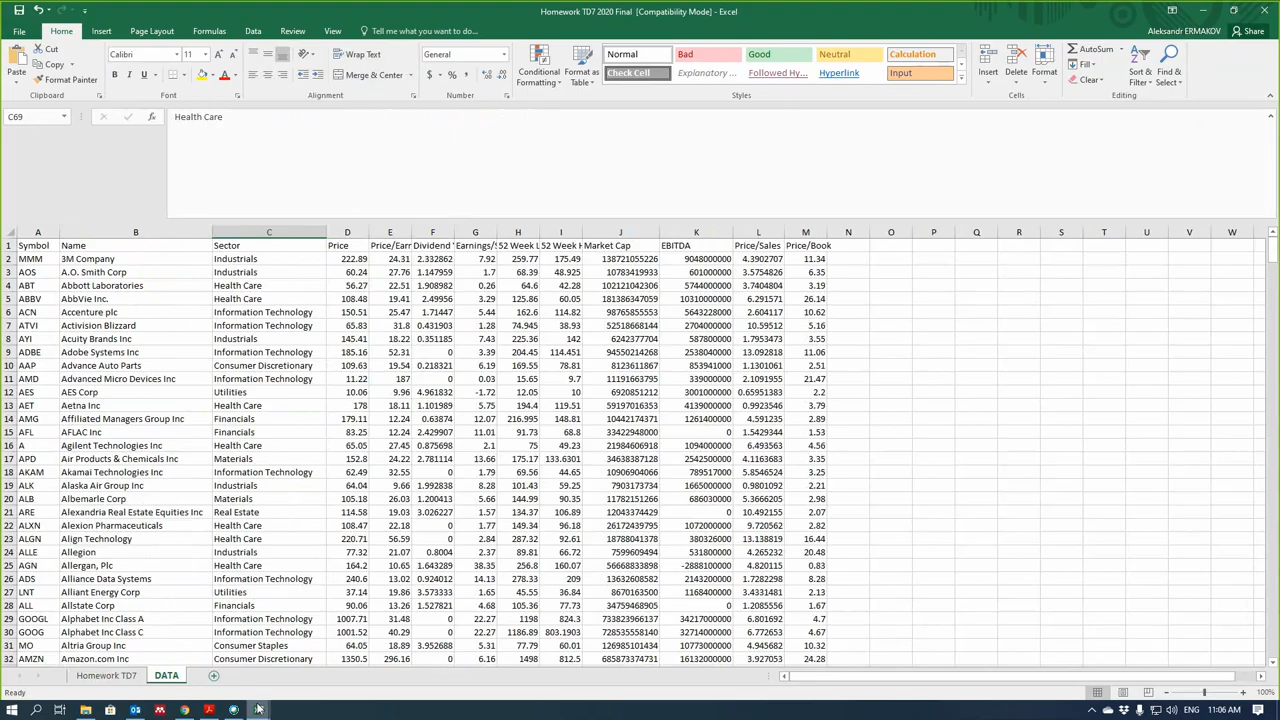 Homework TD7 2020 Final [Compatibility Mode] - Excel
File Home Insert Page Layout Formulas Data Review View Tell me what you want to do... Aleksandr ERMAKOV Share
Paste Cut Calibri 11 Wrap Text General Conditional Formatting Format as Table Normal Bad Good Neutral Calculation Insert Delete Format AutoSum Sort & Filter Find & Select
Copy Fill
Format Painter B I U A Merge & Center $ % , Check Cell Explanatory ... Followed Hy... Hyperlink Input Clear
Clipboard Font Alignment Number Styles Cells Editing
C69 fx Health Care
A B C D E F G H I J K L M N O P Q R S T U V W
1 Symbol Name Sector Price Price/Earn Dividend Earnings/ 52 Week L 52 Week H Market Cap EBITDA Price/Sales Price/Book
2 MMM 3M Company Industrials 222.89 24.31 2.332862 7.92 259.77 175.49 138721055226 9048000000 4.3902707 11.34
3 AOS A.O. Smith Corp Industrials 60.24 27.76 1.147959 1.7 68.39 48.925 10783419933 601000000 3.5754826 6.35
4 ABT Abbott Laboratories Health Care 56.27 22.51 1.908982 0.26 64.6 42.28 102121042306 5744000000 3.7404804 3.19
5 ABBV AbbVie Inc. Health Care 108.48 19.41 2.49956 3.29 125.86 60.05 181386347059 10310000000 6.291571 26.14
6 ACN Accenture plc Information Technology 150.51 25.47 1.71447 5.44 162.6 114.82 98765855553 5643228000 2.604117 10.62
7 ATVI Activision Blizzard Information Technology 65.83 31.8 0.431903 1.28 74.945 38.93 52518668144 2704000000 10.59512 5.16
8 AYI Acuity Brands Inc Industrials 145.41 18.22 0.351185 7.43 225.36 142 6242377704 587800000 1.7953473 3.55
9 ADBE Adobe Systems Inc Information Technology 185.16 52.31 0 3.39 204.45 114.451 94550214268 2538040000 13.092818 11.06
10 AAP Advance Auto Parts Consumer Discretionary 109.63 19.54 0.218321 6.19 169.55 78.81 8123611867 853941000 1.1301061 2.51
11 AMD Advanced Micro Devices Inc Information Technology 11.22 187 0 0.03 15.65 9.7 11191663795 339000000 2.1091955 21.47
12 AES AES Corp Utilities 10.06 9.96 4.961832 -1.72 12.05 10 6920851212 3001000000 0.65951383 2.2
13 AET Aetna Inc Health Care 178 18.11 1.101989 5.75 194.4 119.51 59197016353 4139000000 0.9923546 3.79
14 AMG Affiliated Managers Group Inc Financials 179.11 12.24 0.63874 12.07 216.995 148.81 10442174371 1261400000 4.591235 2.89
15 AFL AFLAC Inc Financials 83.25 12.24 2.429907 11.01 91.73 68.8 33422948000 0 1.5429344 1.53
16 A Agilent Technologies Inc Health Care 65.05 27.45 0.875698 2.1 75 49.23 21984606918 1094000000 6.493563 4.56
17 APD Air Products & Chemicals Inc Materials 152.8 24.22 2.781114 13.66 175.17 133.6301 34638387128 2542500000 4.1163683 3.35
18 AKAM Akamai Technologies Inc Information Technology 62.49 32.55 0 1.79 69.56 44.65 10906904066 789517000 5.8546524 3.25
19 ALK Alaska Air Group Inc Industrials 64.04 9.66 1.992838 8.28 101.43 59.25 7903173734 1665000000 0.9801092 2.21
20 ALB Albemarle Corp Materials 105.18 26.03 1.200413 5.66 144.99 90.35 11782151266 686030000 5.3666205 2.98
21 ARE Alexandria Real Estate Equities Inc Real Estate 114.58 19.03 3.026227 1.57 134.37 106.89 12043374429 0 10.492155 2.07
22 ALXN Alexion Pharmaceuticals Health Care 108.47 22.18 0 1.77 149.34 96.18 26172439795 1072000000 9.720562 2.82
23 ALGN Align Technology Health Care 220.71 56.59 0 2.84 287.32 92.61 18788041378 380326000 13.138819 16.44
24 ALLE Allegion Industrials 77.32 21.07 0.8004 2.37 89.81 66.72 7599609494 531800000 4.265232 20.48
25 AGN Allergan, Plc Health Care 164.2 10.65 1.643289 38.35 256.8 160.07 56668833898 -2888100000 4.820115 0.83
26 ADS Alliance Data Systems Information Technology 240.6 13.02 0.924012 14.13 278.33 209 13632608582 2143200000 1.7282298 8.28
27 LNT Alliant Energy Corp Utilities 37.14 19.86 3.573333 1.65 45.55 36.84 8670163500 1168400000 3.4331481 2.13
28 ALL Allstate Corp Financials 90.06 13.26 1.527821 4.68 105.36 77.73 34759468905 0 1.2085556 1.67
29 GOOGL Alphabet Inc Class A Information Technology 1007.71 31.48 0 22.27 1198 824.3 733823966137 34217000000 6.801692 4.7
30 GOOG Alphabet Inc Class C Information Technology 1001.52 40.29 0 22.27 1186.89 803.1903 728535558140 32714000000 6.772653 4.67
31 MO Altria Group Inc Consumer Staples 64.05 18.89 3.952688 5.31 77.79 60.01 126985101434 10773000000 4.945682 10.32
32 AMZN Amazon.com Inc Consumer Discretionary 1350.5 296.16 0 6.16 1498 812.5 685873374731 16132000000 3.927053 24.28
Homework TD7 DATA
Ready 100%
ENG 11:06 AM